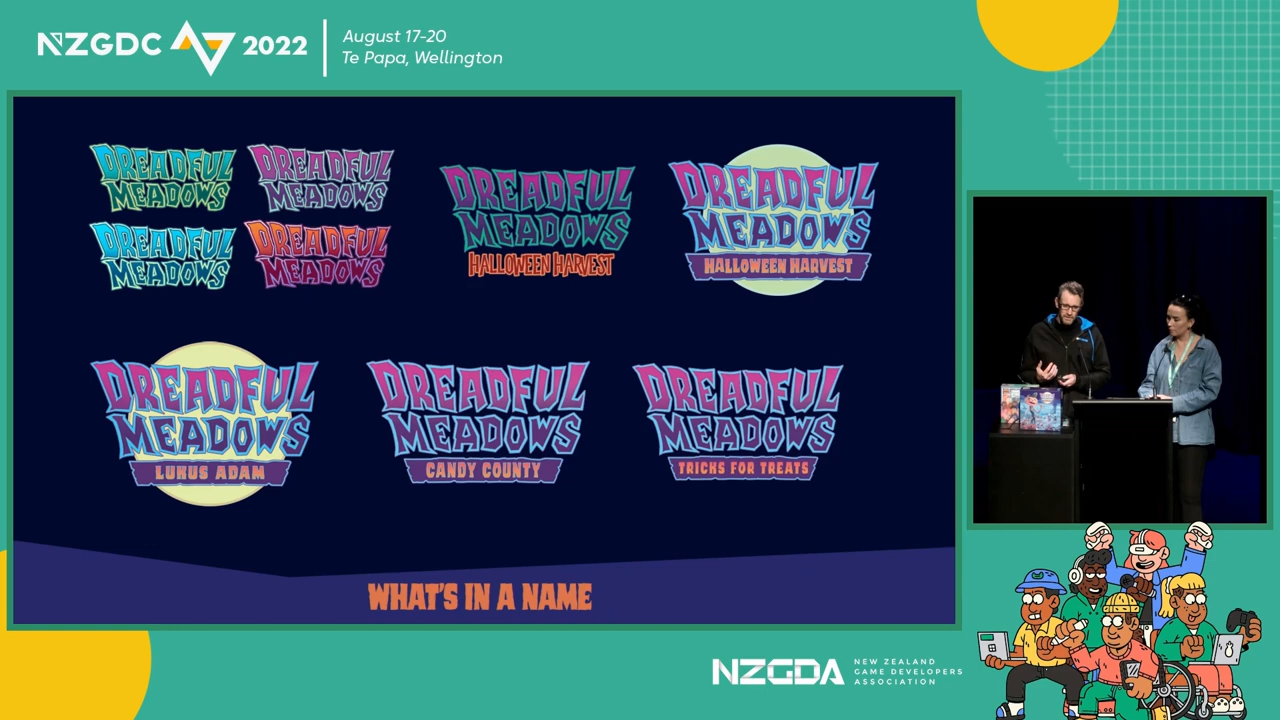 NZGDC 2022
August 17-20
Te Papa, Wellington
DREADFUL
MEADOWS
DREADFUL
MEADOWS
DREADFUL
MEADOWS
DREADFUL
MEADOWS
DREADFUL
MEADOWS
HALLOWEEN HARVEST
DREADFUL
MEADOWS
HALLOWEEN HARVEST
DREADFUL
MEADOWS
LUKUS ADAM
DREADFUL
MEADOWS
CANDY COUNTY
DREADFUL
MEADOWS
TRICKS FOR TREATS
WHAT'S IN A NAME
NZGDA
NEW ZEALAND
GAME DEVELOPERS
ASSOCIATION